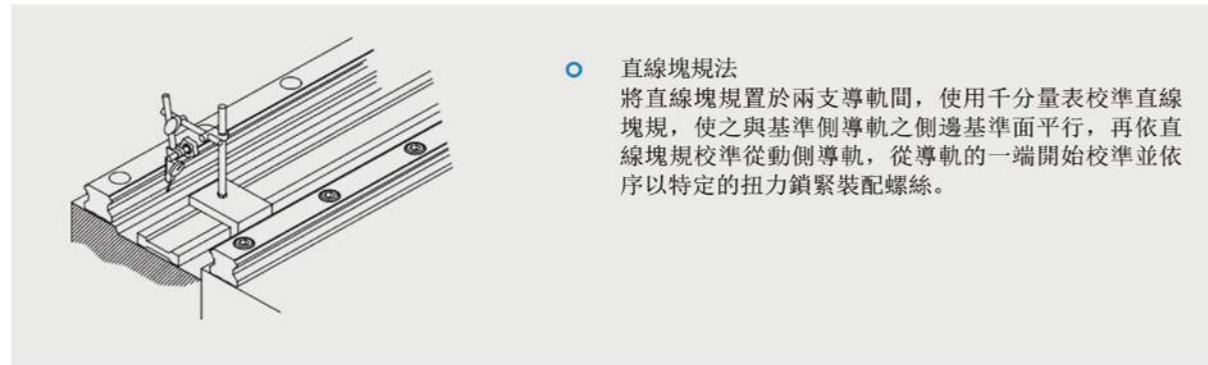 直線塊規法
將直線塊規置於兩支導軌間，使用千分量表校準直線
塊規，使之與基準側導軌之側邊基準面平行，再依直
線塊規校準從動側導軌，從導軌的一端開始校準並依
序以特定的扭力鎖緊裝配螺絲。